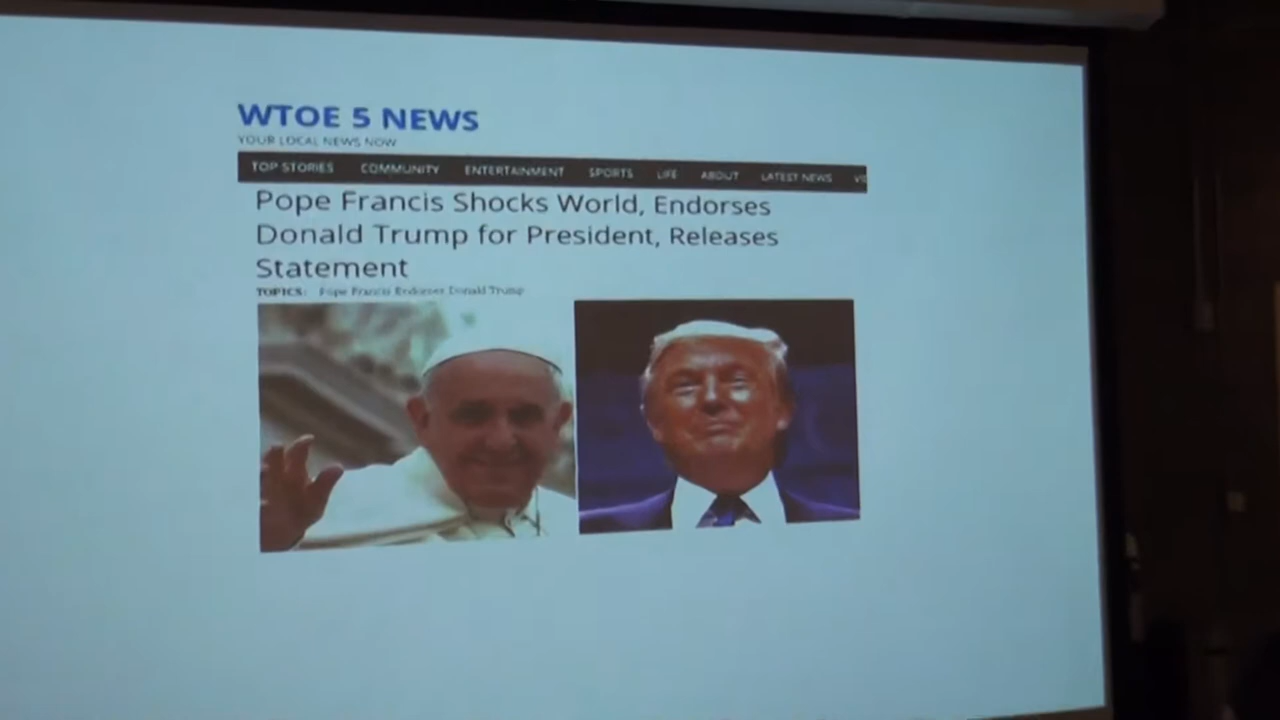 WTOE 5 NEWS
YOUR LOCAL NEWS NOW
TOP STORIES COMMUNITY ENTERTAINMENT SPORTS LIFE ABOUT LATEST NEWS
Pope Francis Shocks World, Endorses
Donald Trump for President, Releases
Statement
TOPICS: Pope Francis Endorses Donald Trump